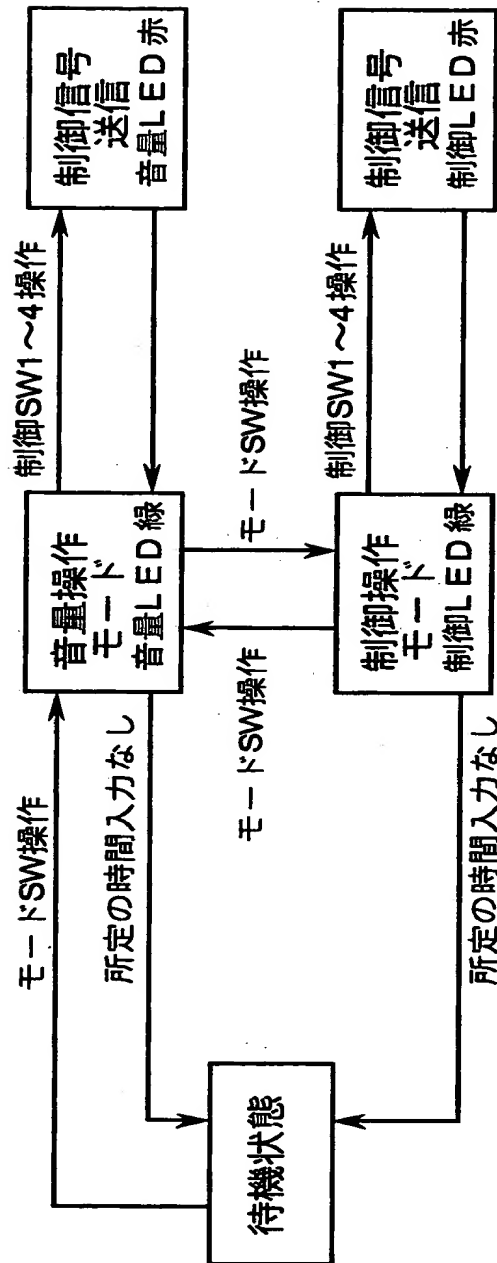 待機状態
モードSW操作
所定の時間入力なし
音量操作
モード
音量LED緑
制御SW1～4操作
制御信号
送信
音量LED赤
モードSW操作
モードSW操作
所定の時間入力なし
制御操作
モード
制御LED緑
制御SW1～4操作
制御信号
送信
制御LED赤